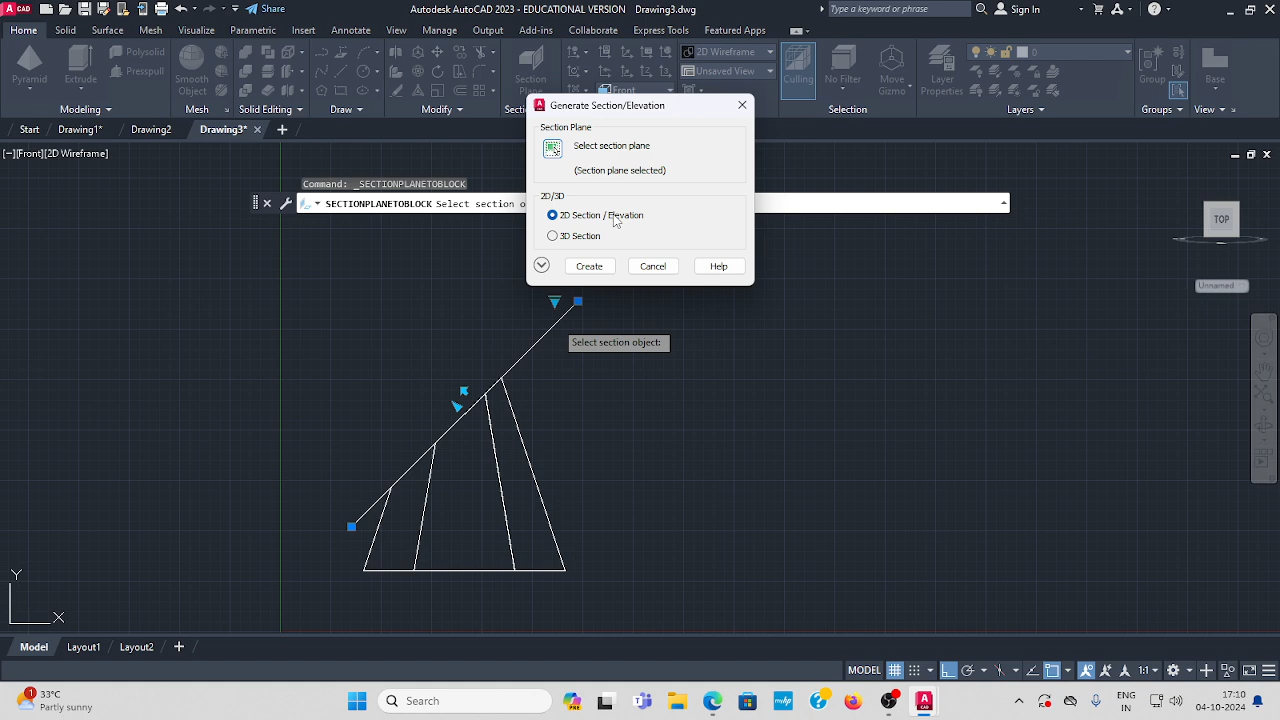 CAD Share Autodesk AutoCAD 2023 - EDUCATIONAL VERSION Drawing3.dwg Type a keyword or phrase Sign In
Home Solid Surface Mesh Visualize Parametric Insert Annotate View Manage Output Add-ins Collaborate Express Tools Featured Apps
Pyramid Extrude Polysolid Presspull Smooth Object Section Plane 2D Wireframe Unsaved View Front Culling No Filter Move Gizmo Layer Properties 0 Group Base
Modeling Mesh Solid Editing Draw Modify Selection Layers Groups View
Start Drawing1* Drawing2 Drawing3*
[−][Front][2D Wireframe]
Command: _SECTIONPLANETOBLOCK
SECTIONPLANETOBLOCK Select section o
Generate Section/Elevation
Section Plane
Select section plane
(Section plane selected)
2D/3D
2D Section / Elevation
3D Section
Create Cancel Help
TOP
Unnamed
Select section object:
Y
X
Model Layout1 Layout2
MODEL 1:1
33°C
Partly sunny
Search
mhp
IN
17:10
04-10-2024